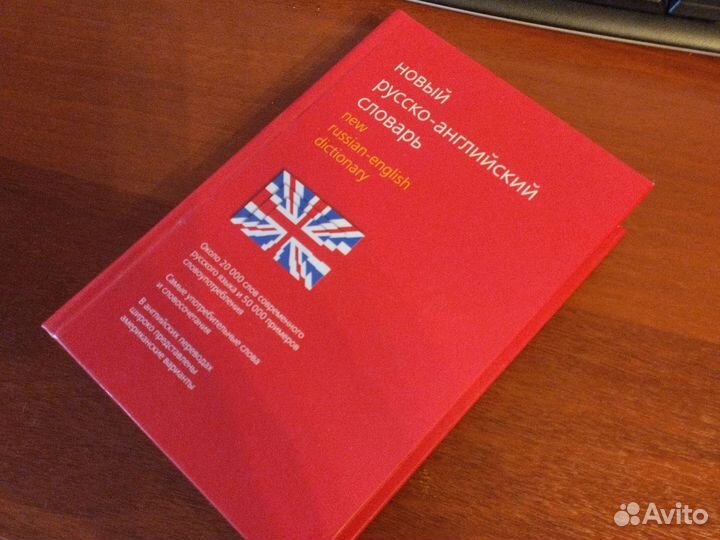 новый
русско-английский
словарь
new
russian-english
dictionary
Около 20 000 слов современного
русского языка и 50 000 примеров
словоупотребления
Самые употребительные слова
и словосочетания
В английских переводах
широко представлены
американские варианты
Avito